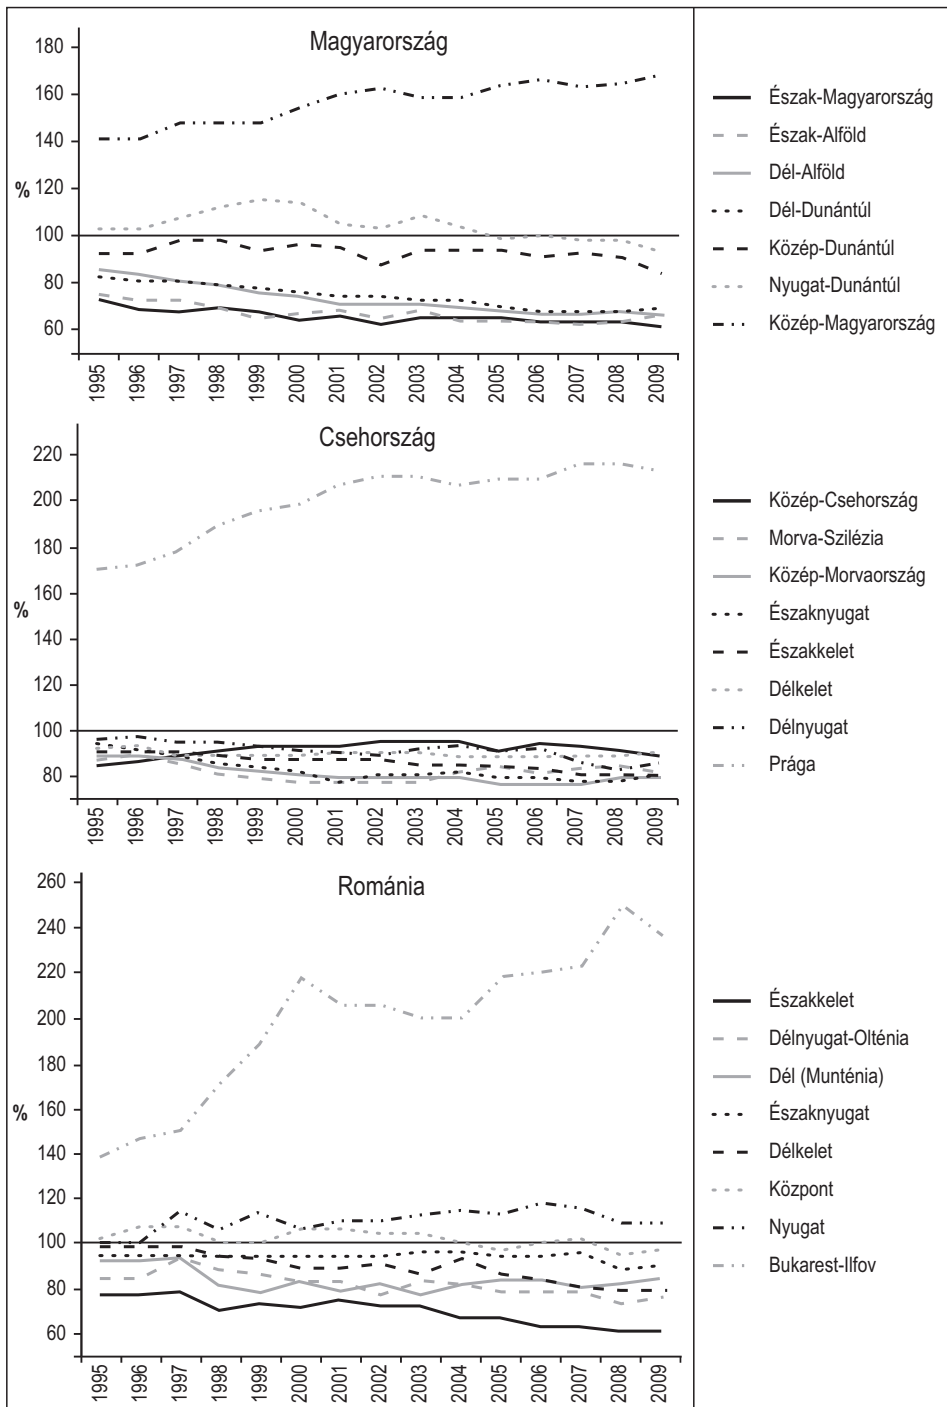 Magyarország
180
160
140
120
100
80
60
%
1995 1996 1997 1998 1999 2000 2001 2002 2003 2004 2005 2006 2007 2008 2009
Észak-Magyarország
Észak-Alföld
Dél-Alföld
Dél-Dunántúl
Közép-Dunántúl
Nyugat-Dunántúl
Közép-Magyarország
Csehország
220
200
180
160
140
120
100
80
%
1995 1996 1997 1998 1999 2000 2001 2002 2003 2004 2005 2006 2007 2008 2009
Közép-Csehország
Morva-Szilézia
Közép-Morvaország
Északnyugat
Északkelet
Délkelet
Délnyugat
Prága
Románia
260
240
220
200
180
160
140
120
100
80
60
%
1995 1996 1997 1998 1999 2000 2001 2002 2003 2004 2005 2006 2007 2008 2009
Északkelet
Délnyugat-Olténia
Dél (Munténia)
Északnyugat
Délkelet
Központ
Nyugat
Bukarest-Ilfov